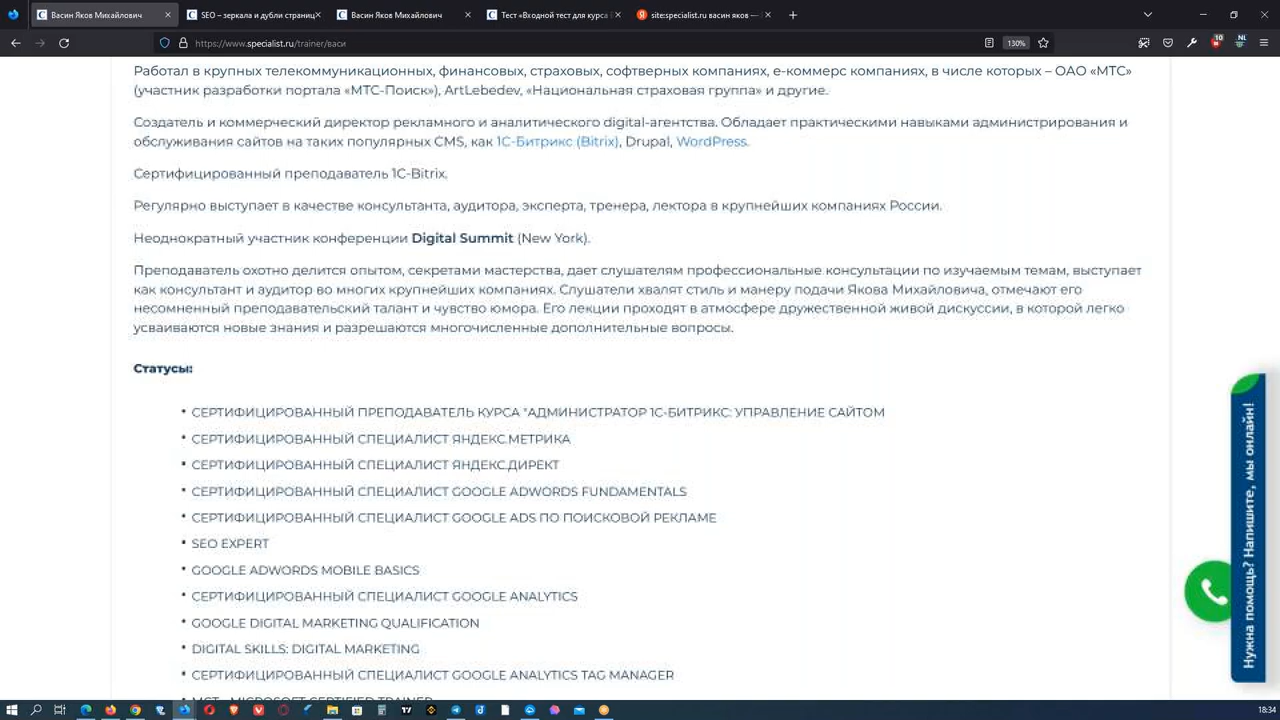 Васин Яков Михайлович
SEO – зеркала и дубли страниц
Васин Яков Михайлович
Тест «Входной тест для курса
site:specialist.ru васин яков —
https://www.specialist.ru/trainer/васи
130%
10
NL
Работал в крупных телекоммуникационных, финансовых, страховых, софтверных компаниях, е-коммерс компаниях, в числе которых – ОАО «МТС»
(участник разработки портала «МТС-Поиск»), ArtLebedev, «Национальная страховая группа» и другие.
Создатель и коммерческий директор рекламного и аналитического digital-агентства. Обладает практическими навыками администрирования и
обслуживания сайтов на таких популярных CMS, как 1С-Битрикс (Bitrix), Drupal, WordPress.
Сертифицированный преподаватель 1С-Bitrix.
Регулярно выступает в качестве консультанта, аудитора, эксперта, тренера, лектора в крупнейших компаниях России.
Неоднократный участник конференции Digital Summit (New York).
Преподаватель охотно делится опытом, секретами мастерства, дает слушателям профессиональные консультации по изучаемым темам, выступает
как консультант и аудитор во многих крупнейших компаниях. Слушатели хвалят стиль и манеру подачи Якова Михайловича, отмечают его
несомненный преподавательский талант и чувство юмора. Его лекции проходят в атмосфере дружественной живой дискуссии, в которой легко
усваиваются новые знания и разрешаются многочисленные дополнительные вопросы.
Статусы:
• СЕРТИФИЦИРОВАННЫЙ ПРЕПОДАВАТЕЛЬ КУРСА "АДМИНИСТРАТОР 1С-БИТРИКС: УПРАВЛЕНИЕ САЙТОМ
• СЕРТИФИЦИРОВАННЫЙ СПЕЦИАЛИСТ ЯНДЕКС.МЕТРИКА
• СЕРТИФИЦИРОВАННЫЙ СПЕЦИАЛИСТ ЯНДЕКС.ДИРЕКТ
• СЕРТИФИЦИРОВАННЫЙ СПЕЦИАЛИСТ GOOGLE ADWORDS FUNDAMENTALS
• СЕРТИФИЦИРОВАННЫЙ СПЕЦИАЛИСТ GOOGLE ADS ПО ПОИСКОВОЙ РЕКЛАМЕ
• SEO EXPERT
• GOOGLE ADWORDS MOBILE BASICS
• СЕРТИФИЦИРОВАННЫЙ СПЕЦИАЛИСТ GOOGLE ANALYTICS
• GOOGLE DIGITAL MARKETING QUALIFICATION
• DIGITAL SKILLS: DIGITAL MARKETING
• СЕРТИФИЦИРОВАННЫЙ СПЕЦИАЛИСТ GOOGLE ANALYTICS TAG MANAGER
• MCT - MICROSOFT CERTIFIED TRAINER
Нужна помощь? Напишите, мы онлайн!
18:34